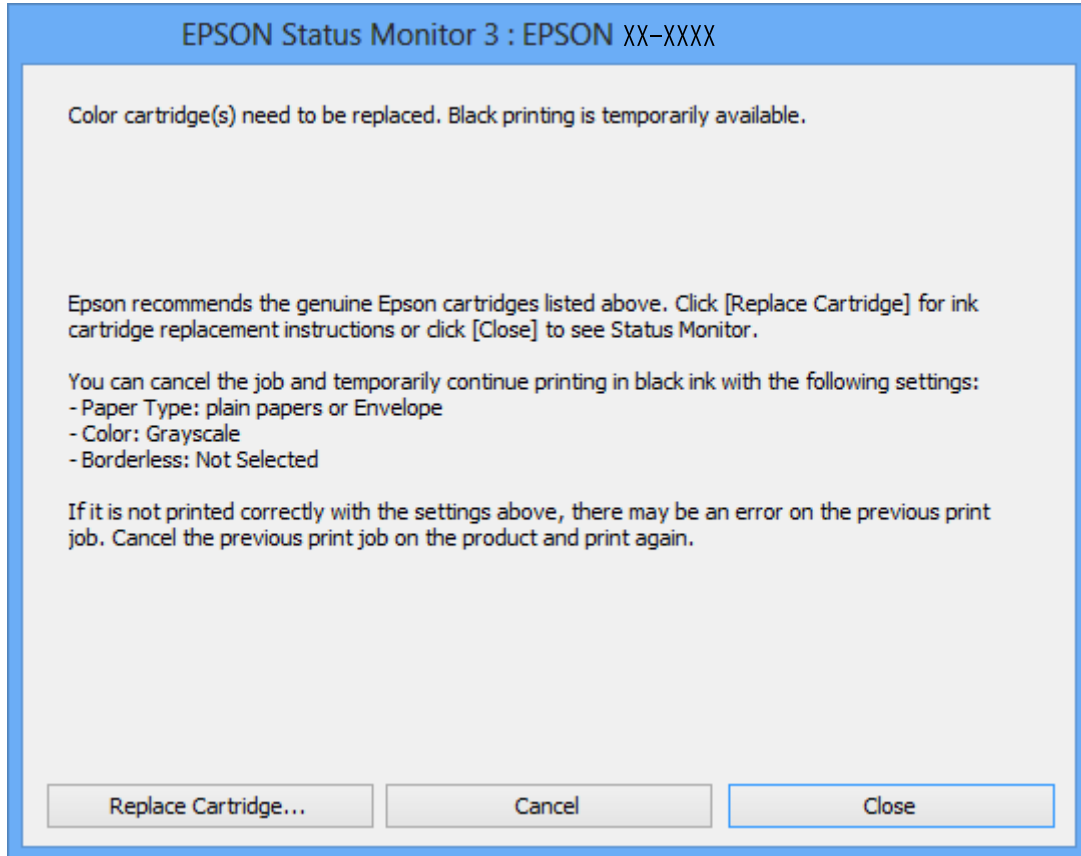 EPSON Status Monitor 3 : EPSON XX-XXXX
Color cartridge(s) need to be replaced. Black printing is temporarily available.
Epson recommends the genuine Epson cartridges listed above. Click [Replace Cartridge] for ink
cartridge replacement instructions or click [Close] to see Status Monitor.
You can cancel the job and temporarily continue printing in black ink with the following settings:
- Paper Type: plain papers or Envelope
- Color: Grayscale
- Borderless: Not Selected
If it is not printed correctly with the settings above, there may be an error on the previous print
job. Cancel the previous print job on the product and print again.
Replace Cartridge... Cancel Close